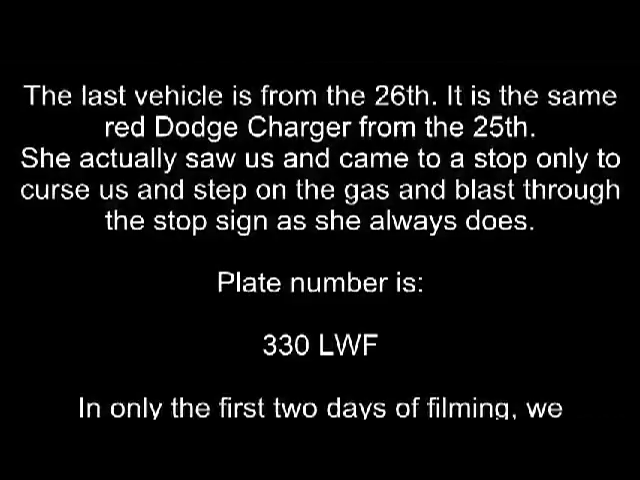 The last vehicle is from the 26th. It is the same
red Dodge Charger from the 25th.
She actually saw us and came to a stop only to
curse us and step on the gas and blast through
the stop sign as she always does.
Plate number is:
330 LWF
In only the first two days of filming, we